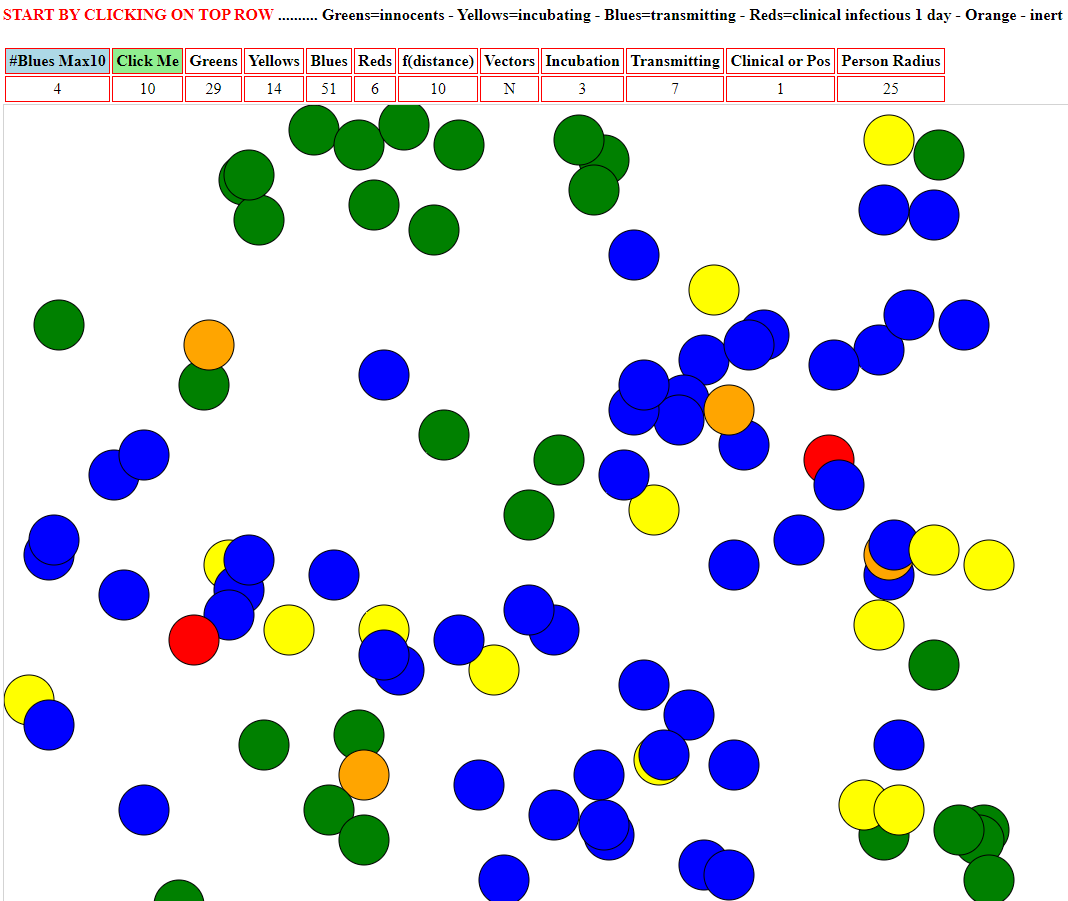 START BY CLICKING ON TOP ROW .......... Greens=innocents - Yellows=incubating - Blues=transmitting - Reds=clinical infectious 1 day - Orange - inert
#Blues Max10 Click Me Greens Yellows Blues Reds f(distance) Vectors Incubation Transmitting Clinical or Pos Person Radius
4 10 29 14 51 6 10 N 3 7 1 25